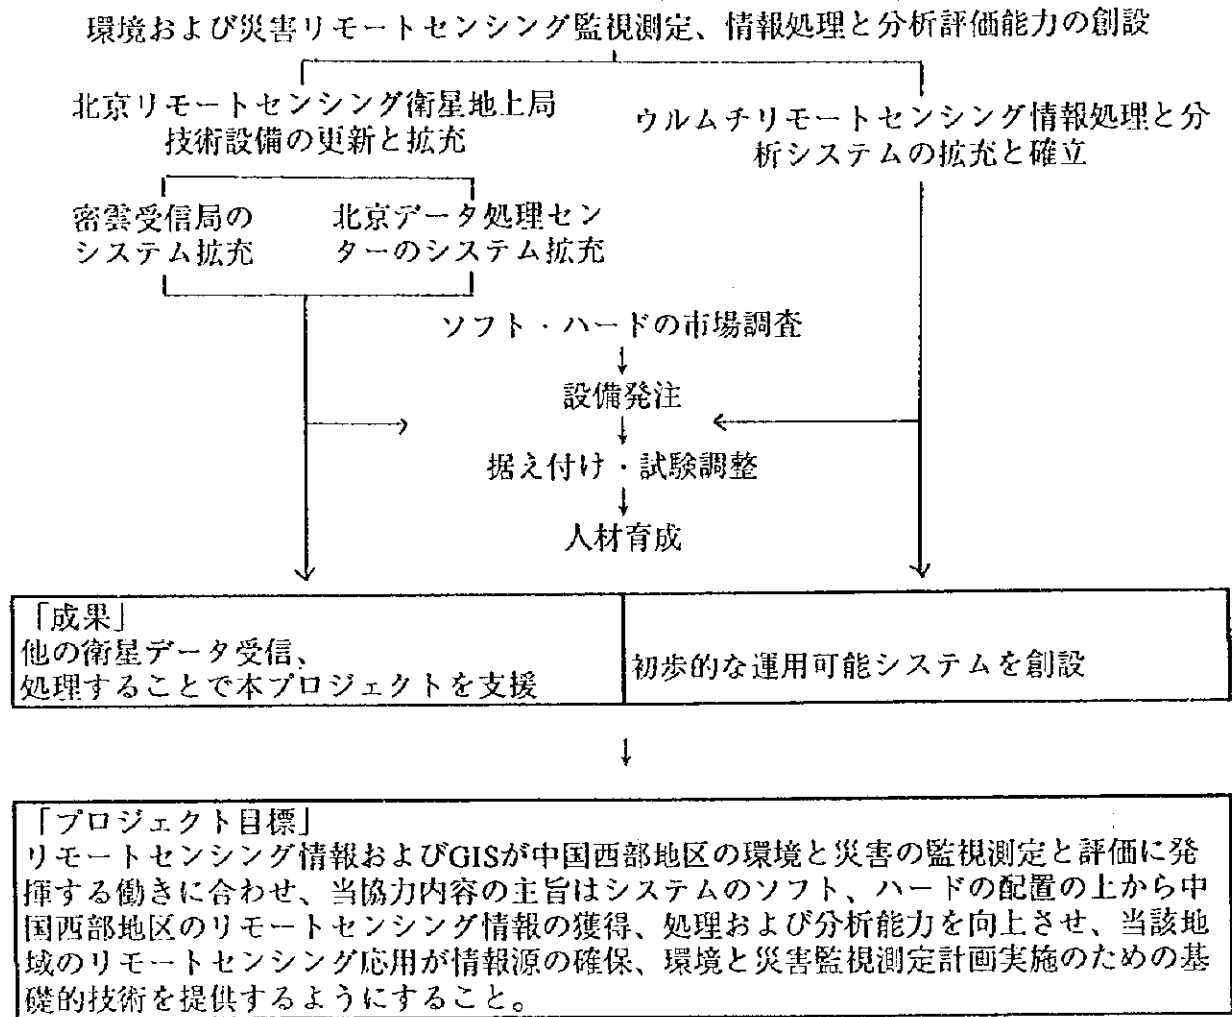 環境および災害リモートセンシング監視測定、情報処理と分析評価能力の創設
北京リモートセンシング衛星地上局
技術設備の更新と拡充
ウルムチリモートセンシング情報処理と分
析システムの拡充と確立
密雲受信局の
システム拡充
北京データ処理セン
ターのシステム拡充
ソフト・ハードの市場調査
↓
設備発注
↓
据え付け・試験調整
↓
人材育成
「成果」
他の衛星データ受信、
処理することで本プロジェクトを支援
初歩的な運用可能システムを創設
↓
「プロジェクト目標」
リモートセンシング情報およびGISが中国西部地区の環境と災害の監視測定と評価に発
揮する働きに合わせ、当協力内容の主旨はシステムのソフト、ハードの配置の上から中
国西部地区のリモートセンシング情報の獲得、処理および分析能力を向上させ、当該地
域のリモートセンシング応用が情報源の確保、環境と災害監視測定計画実施のための基
礎的技術を提供するようにすること。